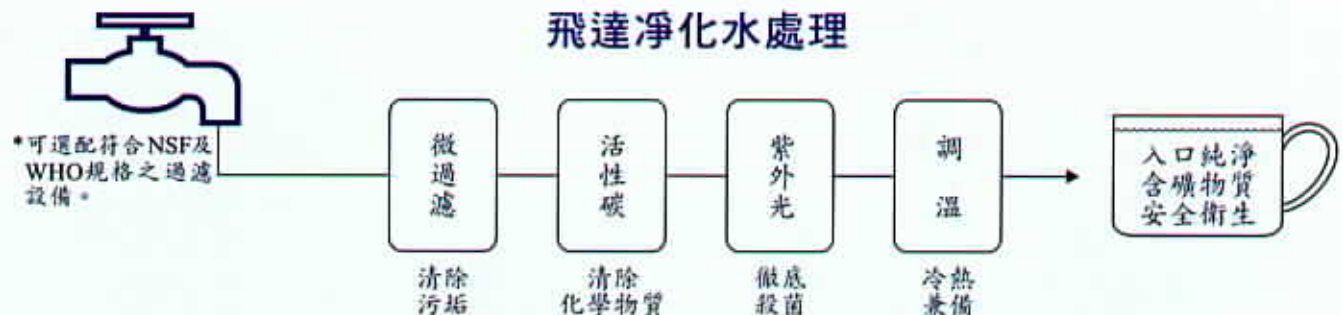 飛達淨化水處理
*可選配符合NSF及
WHO規格之過濾
設備。
微過濾
活性碳
紫外光
調溫
清除
污垢
清除
化學物質
徹底
殺菌
冷熱
兼備
入口純淨
含礦物質
安全衛生